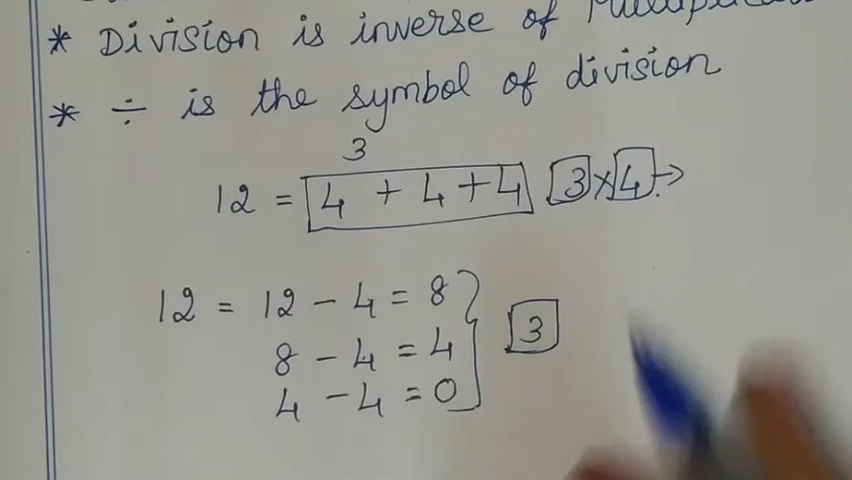 * Division is inverse of
* ÷ is the symbol of division
3
12 = 4 + 4 + 4 3 × 4 →
12 = 12 - 4 = 8
8 - 4 = 4 3
4 - 4 = 0